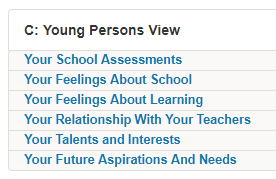 C: Young Persons View
Your School Assessments
Your Feelings About School
Your Feelings About Learning
Your Relationship With Your Teachers
Your Talents and Interests
Your Future Aspirations And Needs